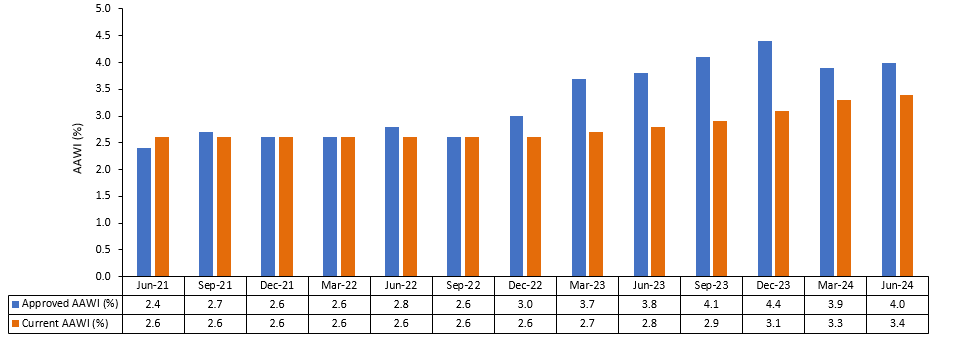 5.0
4.5
4.0
3.5
3.0
2.5
2.0
1.5
1.0
0.5
0.0
AAWI (%)
Jun-21 Sep-21 Dec-21 Mar-22 Jun-22 Sep-22 Dec-22 Mar-23 Jun-23 Sep-23 Dec-23 Mar-24 Jun-24
Approved AAWI (%) 2.4 2.7 2.6 2.6 2.8 2.6 3.0 3.7 3.8 4.1 4.4 3.9 4.0
Current AAWI (%) 2.6 2.6 2.6 2.6 2.6 2.6 2.6 2.7 2.8 2.9 3.1 3.3 3.4